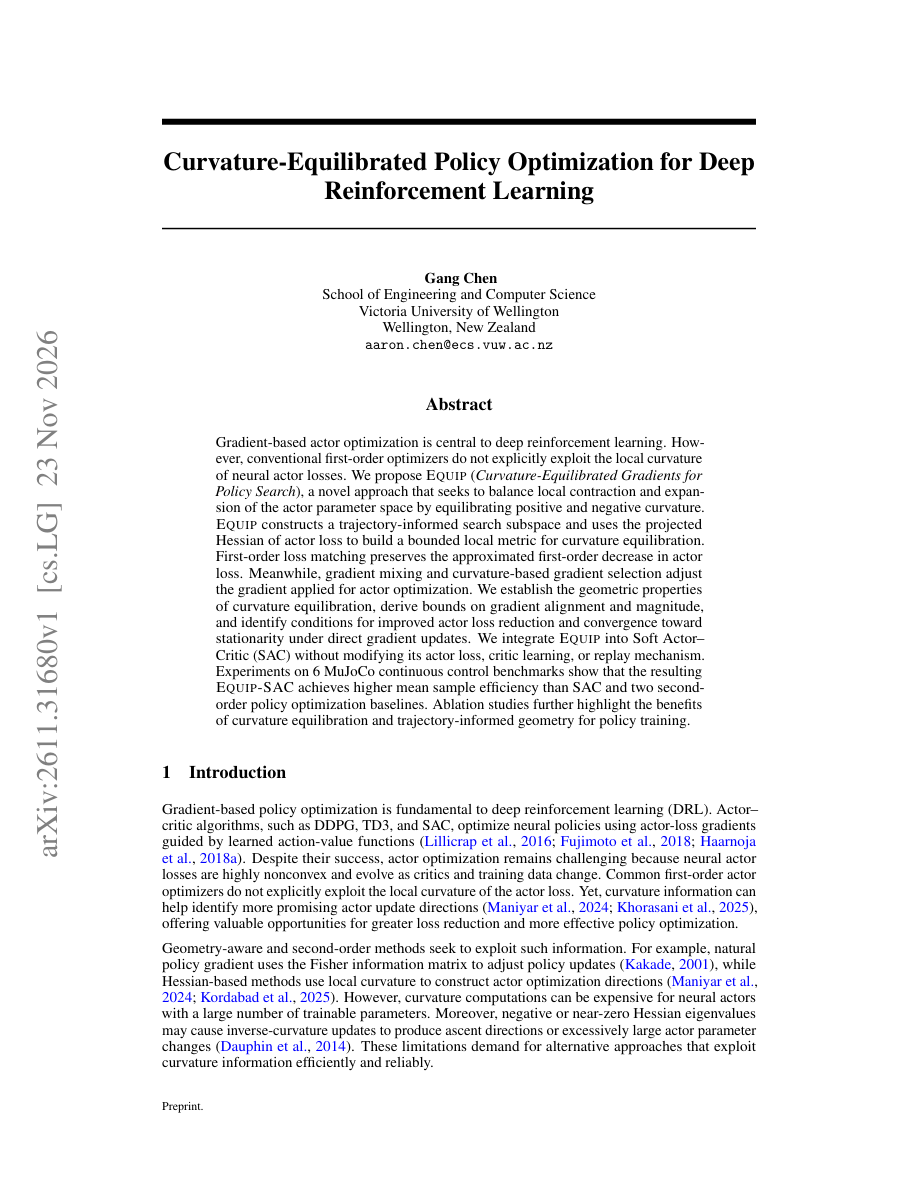 Curvature-Equilibrated Policy Optimization for Deep
Reinforcement Learning
Gang Chen
School of Engineering and Computer Science
Victoria University of Wellington
Wellington, New Zealand
aaron.chen@ecs.vuw.ac.nz
arXiv:2611.31680v1 [cs.LG] 23 Nov 2026
Abstract
Gradient-based actor optimization is central to deep reinforcement learning. How-
ever, conventional first-order optimizers do not explicitly exploit the local curvature
of neural actor losses. We propose EQUIP (Curvature-Equilibrated Gradients for
Policy Search), a novel approach that seeks to balance local contraction and expan-
sion of the actor parameter space by equilibrating positive and negative curvature.
EQUIP constructs a trajectory-informed search subspace and uses the projected
Hessian of actor loss to build a bounded local metric for curvature equilibration.
First-order loss matching preserves the approximated first-order decrease in actor
loss. Meanwhile, gradient mixing and curvature-based gradient selection adjust
the gradient applied for actor optimization. We establish the geometric properties
of curvature equilibration, derive bounds on gradient alignment and magnitude,
and identify conditions for improved actor loss reduction and convergence toward
stationarity under direct gradient updates. We integrate EQUIP into Soft Actor–
Critic (SAC) without modifying its actor loss, critic learning, or replay mechanism.
Experiments on 6 MuJoCo continuous control benchmarks show that the resulting
EQUIP-SAC achieves higher mean sample efficiency than SAC and two second-
order policy optimization baselines. Ablation studies further highlight the benefits
of curvature equilibration and trajectory-informed geometry for policy training.
1 Introduction
Gradient-based policy optimization is fundamental to deep reinforcement learning (DRL). Actor–
critic algorithms, such as DDPG, TD3, and SAC, optimize neural policies using actor-loss gradients
guided by learned action-value functions (Lillicrap et al., 2016; Fujimoto et al., 2018; Haarnoja
et al., 2018a). Despite their success, actor optimization remains challenging because neural actor
losses are highly nonconvex and evolve as critics and training data change. Common first-order actor
optimizers do not explicitly exploit the local curvature of the actor loss. Yet, curvature information can
help identify more promising actor update directions (Maniyar et al., 2024; Khorasani et al., 2025),
offering valuable opportunities for greater loss reduction and more effective policy optimization.
Geometry-aware and second-order methods seek to exploit such information. For example, natural
policy gradient uses the Fisher information matrix to adjust policy updates (Kakade, 2001), while
Hessian-based methods use local curvature to construct actor optimization directions (Maniyar et al.,
2024; Kordabad et al., 2025). However, curvature computations can be expensive for neural actors
with a large number of trainable parameters. Moreover, negative or near-zero Hessian eigenvalues
may cause inverse-curvature updates to produce ascent directions or excessively large actor parameter
changes (Dauphin et al., 2014). These limitations demand for alternative approaches that exploit
curvature information efficiently and reliably.
Preprint.